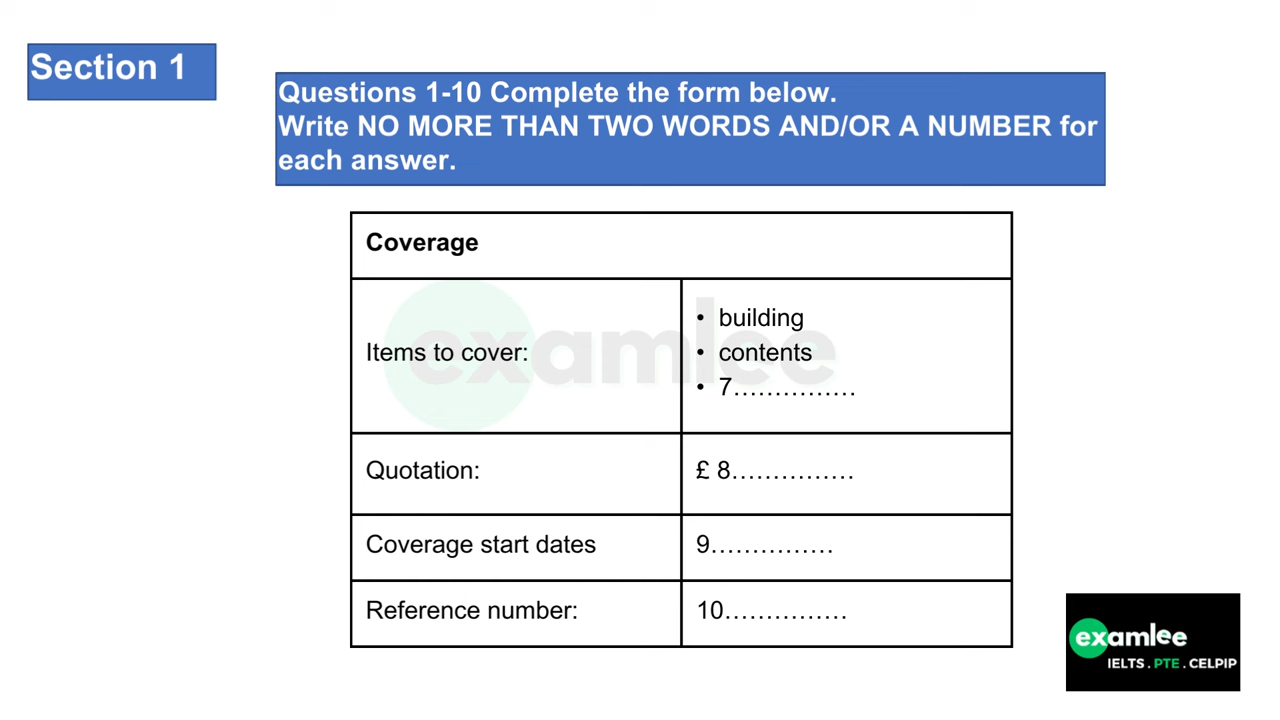 Section 1
Questions 1-10 Complete the form below.
Write NO MORE THAN TWO WORDS AND/OR A NUMBER for
each answer.
Coverage
Items to cover:
• building
• contents
• 7……………
Quotation:
£ 8……………
Coverage start dates
9……………
Reference number:
10……………
examlee
examlee
IELTS . PTE . CELPIP